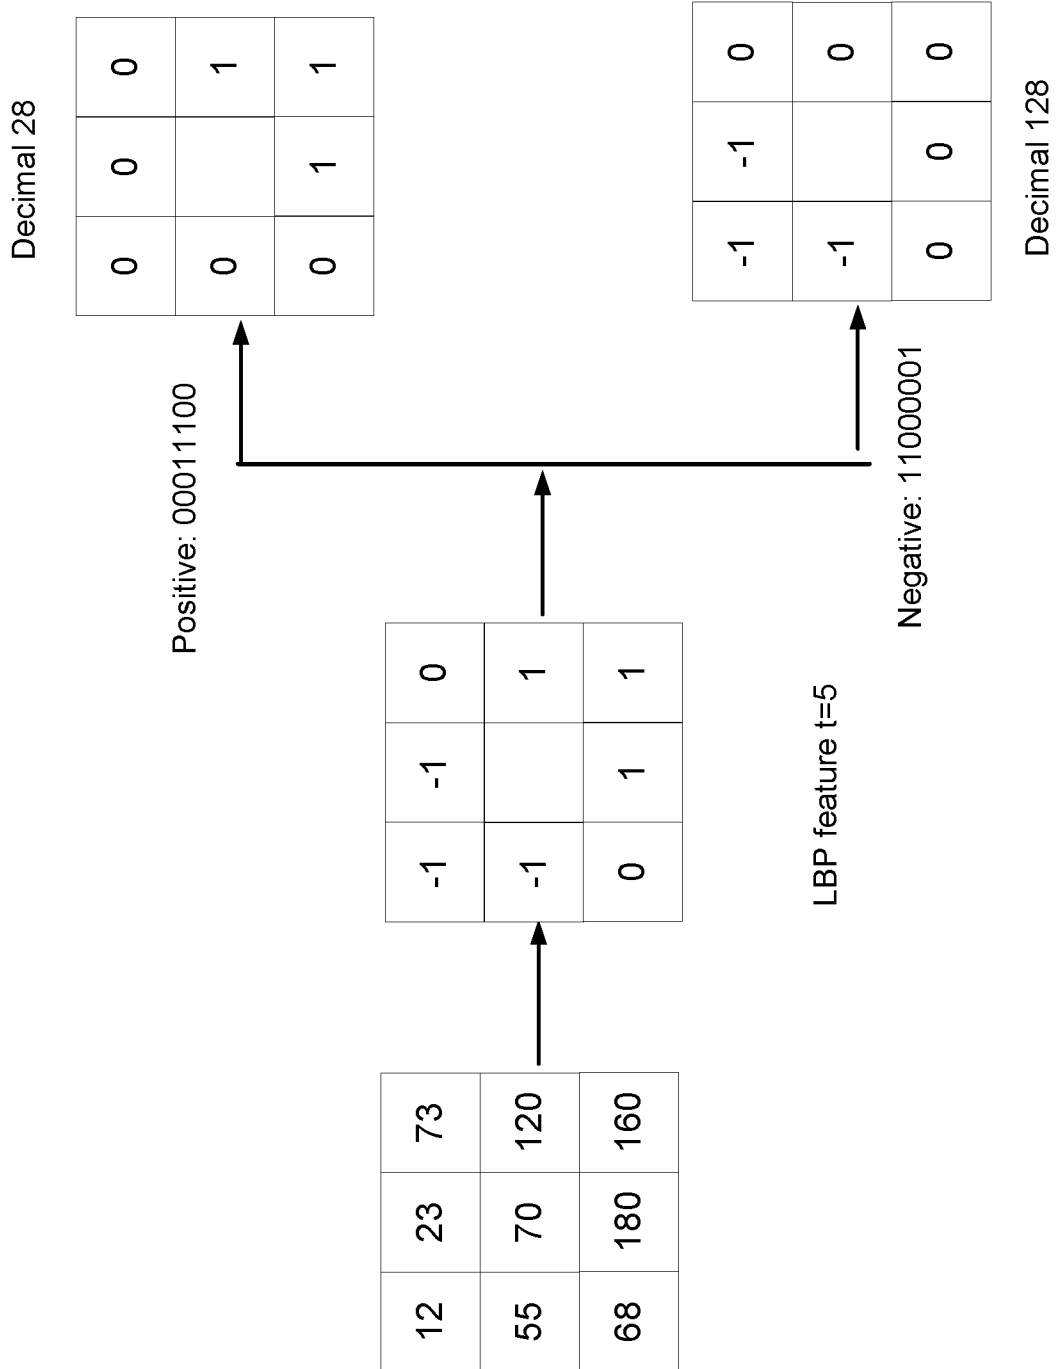 12 23 73
55 70 120
68 180 160
-1 -1 0
-1 1
0 1 1
LBP feature t=5
Positive: 00011100
Decimal 28
0 0 0
0 1
0 1 1
Negative: 11000001
-1 -1 0
-1 0
0 0 0
Decimal 128